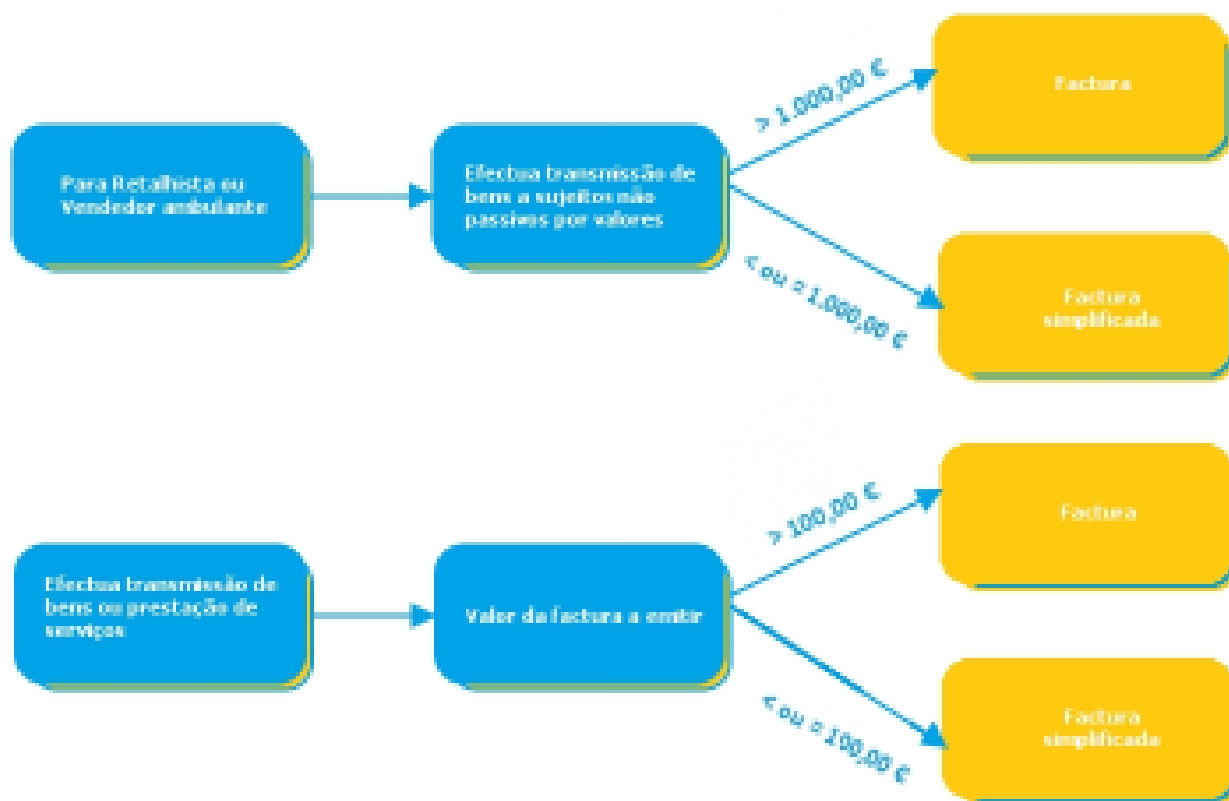 Para Retalhista ou
Vendedor ambulante
Efectua transmissão de
bens a sujeitos não
passivos por valores
> 1.000,00 €
Factura
< ou = 1.000,00 €
Factura
simplificada
Efectua transmissão de
bens ou prestação de
serviços
Valor da factura a emitir
> 100,00 €
Factura
< ou = 100,00 €
Factura
simplificada